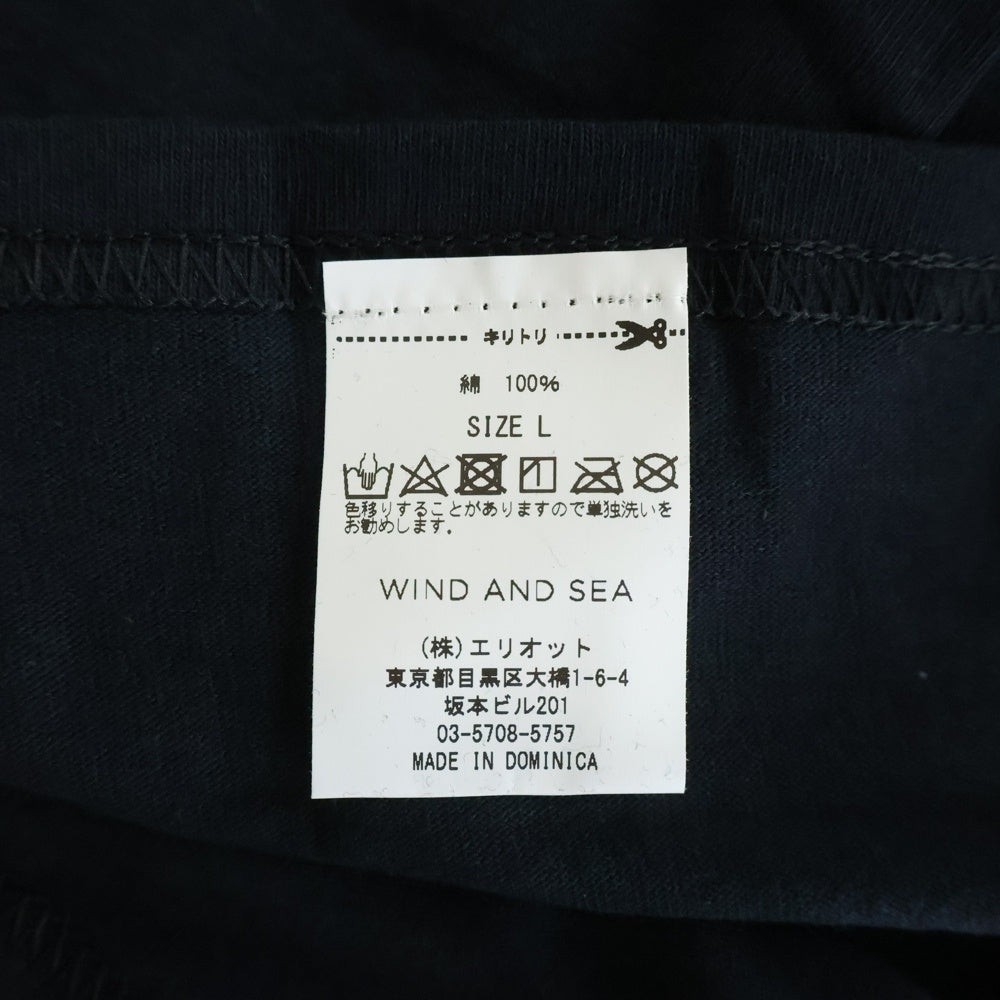 キリトリ
綿 100%
SIZE L
色移りすることがありますので単独洗いを
お勧めします。
WIND AND SEA
(株)エリオット
東京都目黒区大橋1-6-4
坂本ビル201
03-5708-5757
MADE IN DOMINICA